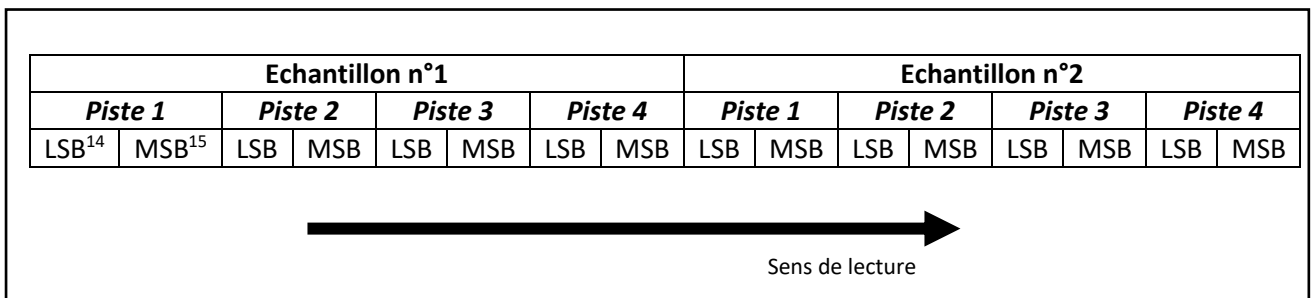 Echantillon n°1 Echantillon n°2
Piste 1 Piste 2 Piste 3 Piste 4 Piste 1 Piste 2 Piste 3 Piste 4
LSB14 MSB15 LSB MSB LSB MSB LSB MSB LSB MSB LSB MSB LSB MSB LSB MSB
Sens de lecture